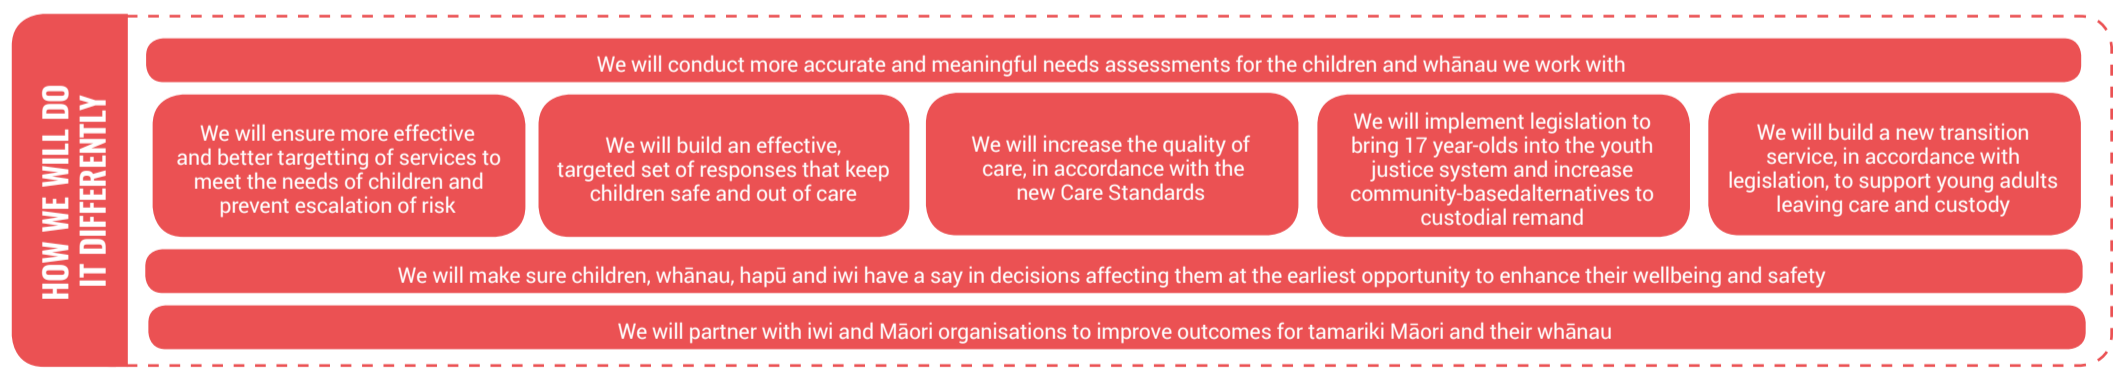 HOW WE WILL DO
IT DIFFERENTLY
We will conduct more accurate and meaningful needs assessments for the children and whānau we work with
We will ensure more effective
and better targetting of services to
meet the needs of children and
prevent escalation of risk
We will build an effective,
targeted set of responses that keep
children safe and out of care
We will increase the quality of
care, in accordance with the
new Care Standards
We will implement legislation to
bring 17 year-olds into the youth
justice system and increase
community-basedalternatives to
custodial remand
We will build a new transition
service, in accordance with
legislation, to support young adults
leaving care and custody
We will make sure children, whānau, hapū and iwi have a say in decisions affecting them at the earliest opportunity to enhance their wellbeing and safety
We will partner with iwi and Māori organisations to improve outcomes for tamariki Māori and their whānau